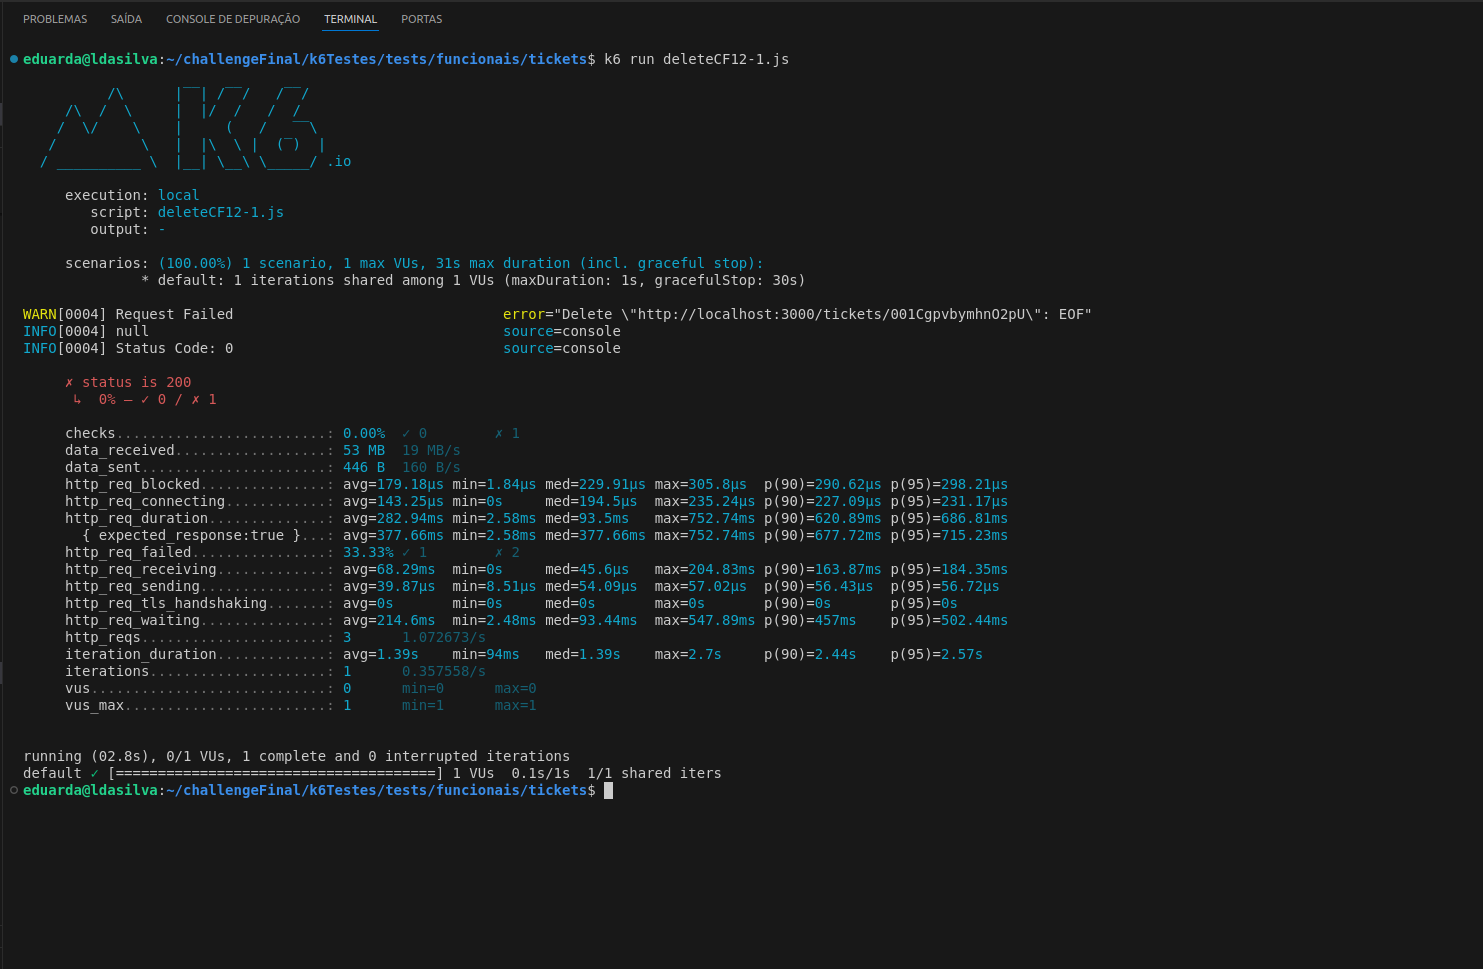 PROBLEMAS SAÍDA CONSOLE DE DEPURAÇÃO TERMINAL PORTAS
eduarda@ldasilva:~/challengeFinal/k6Testes/tests/funcionais/tickets$ k6 run deleteCF12-1.js
.io
execution: local
script: deleteCF12-1.js
output: -
scenarios: (100.00%) 1 scenario, 1 max VUs, 31s max duration (incl. graceful stop):
* default: 1 iterations shared among 1 VUs (maxDuration: 1s, gracefulStop: 30s)
WARN[0004] Request Failed error="Delete \"http://localhost:3000/tickets/001CgpvbymhnO2pU\": EOF"
INFO[0004] null source=console
INFO[0004] Status Code: 0 source=console
✗ status is 200
↳ 0% — ✓ 0 / ✗ 1
checks.........................: 0.00% ✓ 0 ✗ 1
data_received..................: 53 MB 19 MB/s
data_sent......................: 446 B 160 B/s
http_req_blocked...............: avg=179.18µs min=1.84µs med=229.91µs max=305.8µs p(90)=290.62µs p(95)=298.21µs
http_req_connecting............: avg=143.25µs min=0s med=194.5µs max=235.24µs p(90)=227.09µs p(95)=231.17µs
http_req_duration..............: avg=282.94ms min=2.58ms med=93.5ms max=752.74ms p(90)=620.89ms p(95)=686.81ms
{ expected_response:true }...: avg=377.66ms min=2.58ms med=377.66ms max=752.74ms p(90)=677.72ms p(95)=715.23ms
http_req_failed................: 33.33% ✓ 1 ✗ 2
http_req_receiving.............: avg=68.29ms min=0s med=45.6µs max=204.83ms p(90)=163.87ms p(95)=184.35ms
http_req_sending...............: avg=39.87µs min=8.51µs med=54.09µs max=57.02µs p(90)=56.43µs p(95)=56.72µs
http_req_tls_handshaking.......: avg=0s min=0s med=0s max=0s p(90)=0s p(95)=0s
http_req_waiting...............: avg=214.6ms min=2.48ms med=93.44ms max=547.89ms p(90)=457ms p(95)=502.44ms
http_reqs......................: 3 1.072673/s
iteration_duration.............: avg=1.39s min=94ms med=1.39s max=2.7s p(90)=2.44s p(95)=2.57s
iterations.....................: 1 0.357558/s
vus............................: 0 min=0 max=0
vus_max........................: 1 min=1 max=1
running (02.8s), 0/1 VUs, 1 complete and 0 interrupted iterations
default ✓ [======================================] 1 VUs 0.1s/1s 1/1 shared iters
eduarda@ldasilva:~/challengeFinal/k6Testes/tests/funcionais/tickets$